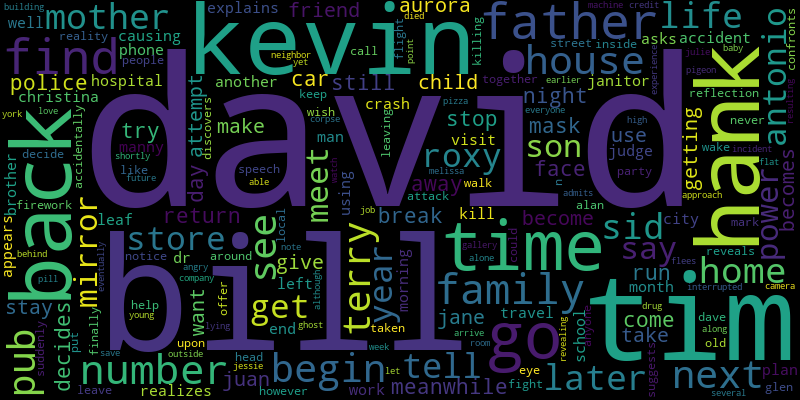 building explains friend aurora street inside machine credit
mother well phone kevin flight died father life
causing reality people call point killing house asks accident confronts
find police hospital neighbor yet car child earlier together julie antonio
christina another still crash night janitor experience baby pigeon
york love back accidentally attempt discovers david keep wish leaving pizza stop mask use everyone reflection hank never resulting
decide try make corpse man visit son high judge wake incident
brother manny speech meet using roxy face n party getting flat
like shortly day able watch melissa away walk alan admits approach
firework future return local attack kill become city mark power becomes
appears leaf mirror store see job break time sid reveals
behind notice dr around note terry year gallery alone could say flees
stay pill bill give morning family run home camera
suddenly decides put help angry want offer left although jane travel month drug interrupted
finally young company lying get taken arrive school come dave along
pub eventually upon end ghost go revealing anyone take old tim
save outside head week room eye suggests next several plan
number juan jessie begin let tell fight later glen
leave realizes however work meanwhile